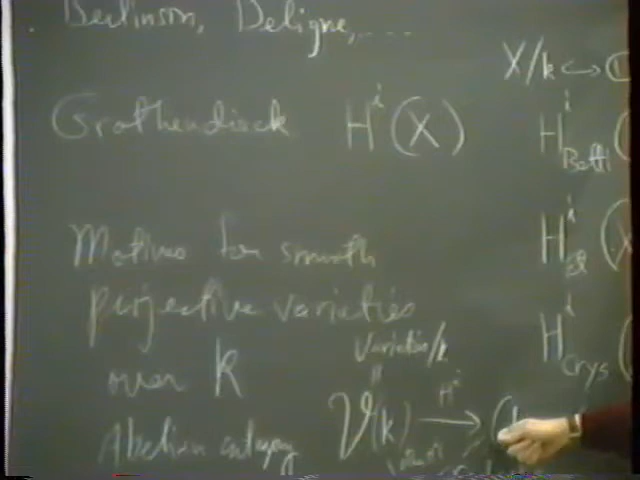 Beilinson, Deligne, ...
X/k ↪ C
Grothendieck H^i(X)
H^i_Betti (
H^i_et (X
Motives for smooth
projective varieties
H^i_Crys (
over k
Varieties/k
Abelian category V(k) H^i → (